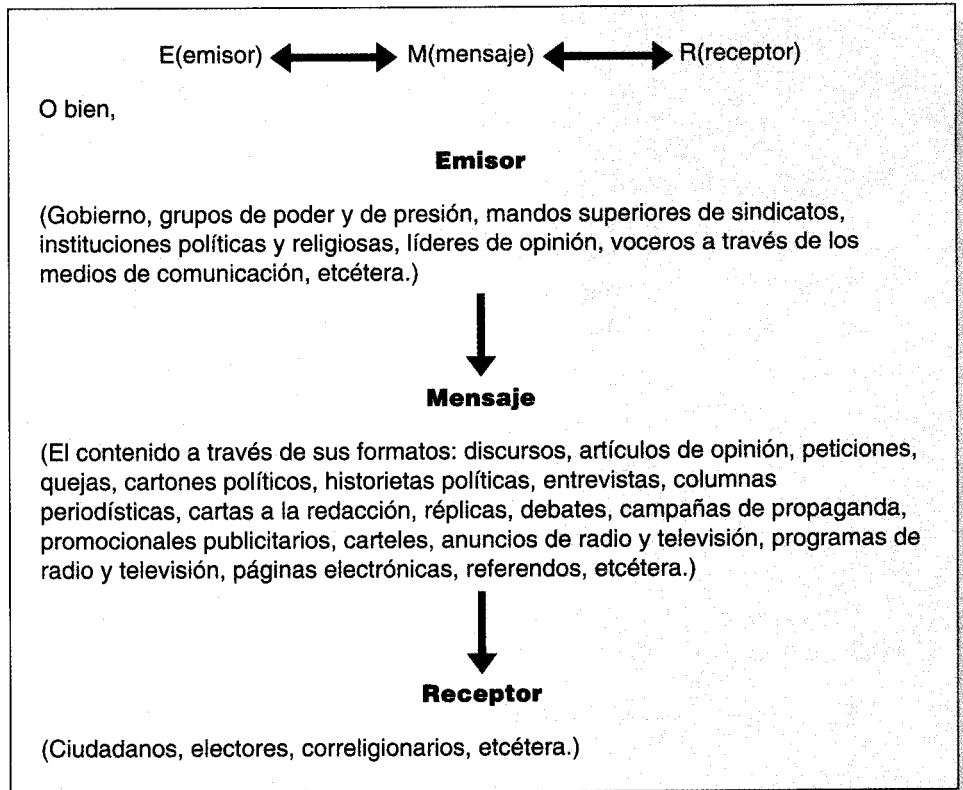 E(emisor) M(mensaje) R(receptor)
O bien,
Emisor
(Gobierno, grupos de poder y de presión, mandos superiores de sindicatos,
instituciones políticas y religiosas, líderes de opinión, voceros a través de los
medios de comunicación, etcétera.)
Mensaje
(El contenido a través de sus formatos: discursos, artículos de opinión, peticiones,
quejas, cartones políticos, historietas políticas, entrevistas, columnas
periodísticas, cartas a la redacción, réplicas, debates, campañas de propaganda,
promocionales publicitarios, carteles, anuncios de radio y televisión, programas de
radio y televisión, páginas electrónicas, referendos, etcétera.)
Receptor
(Ciudadanos, electores, correligionarios, etcétera.)